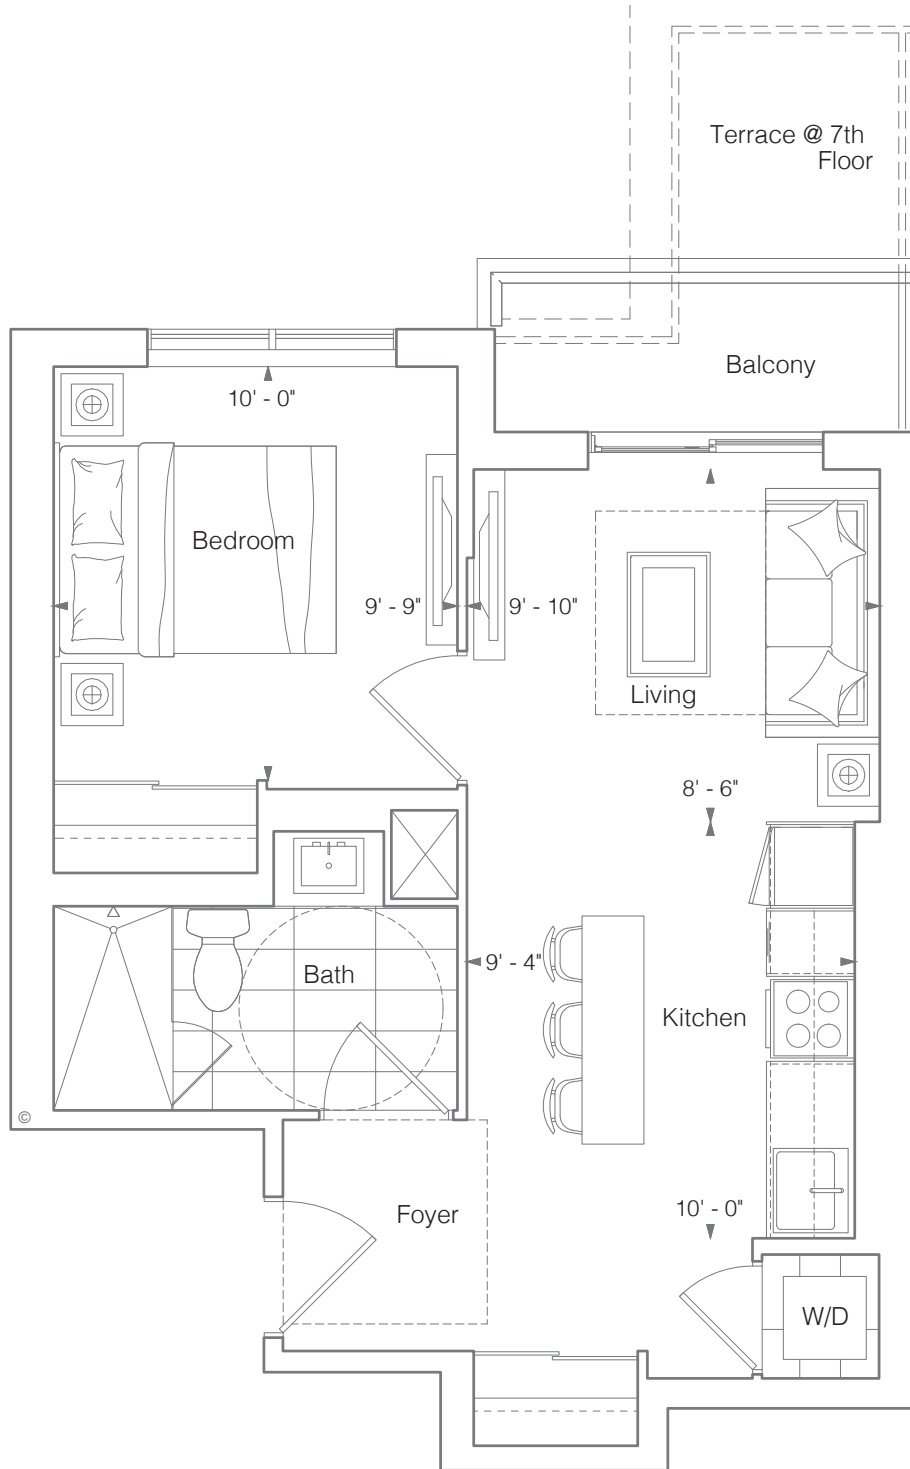 Terrace @ 7th
Floor
Balcony
10' - 0"
Bedroom
9' - 9"
9' - 10"
Living
8' - 6"
9' - 4"
Bath
Kitchen
©
Foyer
10' - 0"
W/D